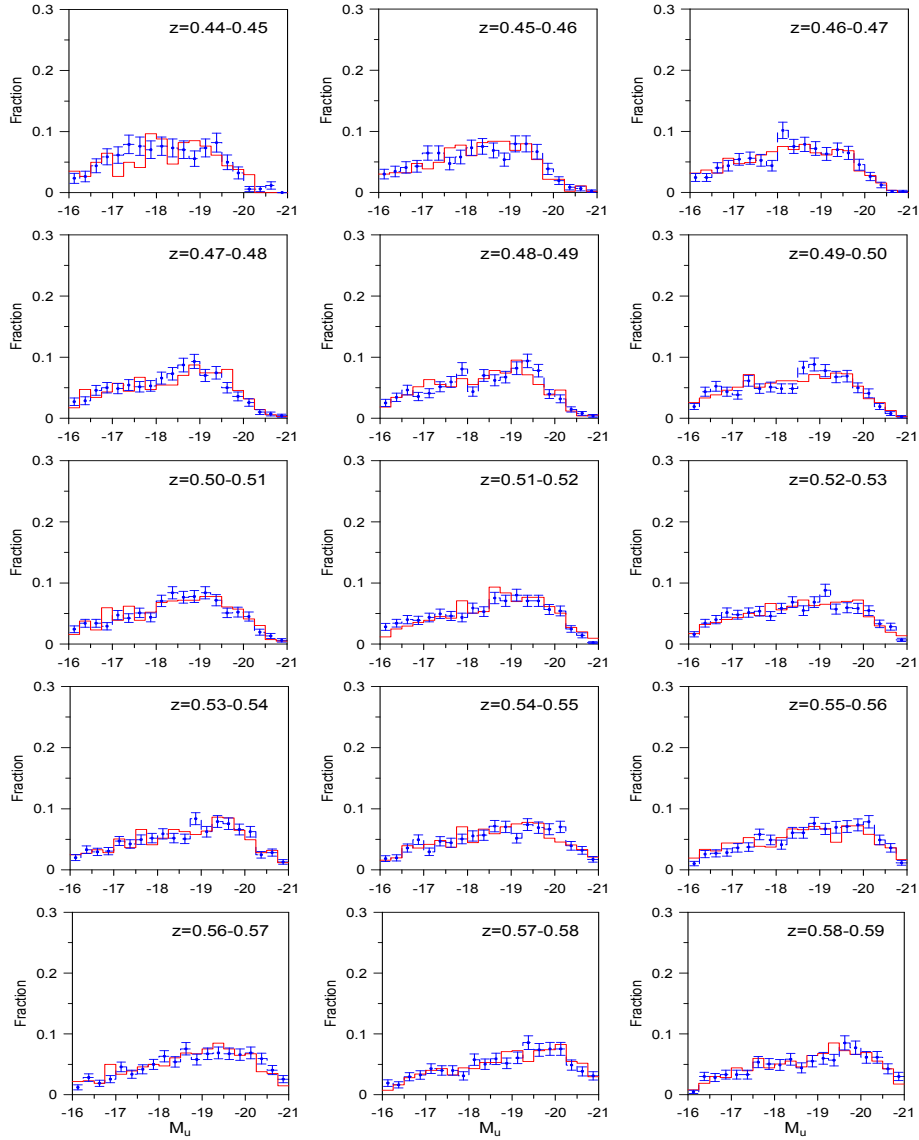 0.3
z=0.44-0.45
0.2
0.1
0
Fraction
-16 -17 -18 -19 -20 -21
0.3
z=0.45-0.46
0.2
0.1
0
Fraction
-16 -17 -18 -19 -20 -21
0.3
z=0.46-0.47
0.2
0.1
0
Fraction
-16 -17 -18 -19 -20 -21
0.3
z=0.47-0.48
0.2
0.1
0
Fraction
-16 -17 -18 -19 -20 -21
0.3
z=0.48-0.49
0.2
0.1
0
Fraction
-16 -17 -18 -19 -20 -21
0.3
z=0.49-0.50
0.2
0.1
0
Fraction
-16 -17 -18 -19 -20 -21
0.3
z=0.50-0.51
0.2
0.1
0
Fraction
-16 -17 -18 -19 -20 -21
0.3
z=0.51-0.52
0.2
0.1
0
Fraction
-16 -17 -18 -19 -20 -21
0.3
z=0.52-0.53
0.2
0.1
0
Fraction
-16 -17 -18 -19 -20 -21
0.3
z=0.53-0.54
0.2
0.1
0
Fraction
-16 -17 -18 -19 -20 -21
0.3
z=0.54-0.55
0.2
0.1
0
Fraction
-16 -17 -18 -19 -20 -21
0.3
z=0.55-0.56
0.2
0.1
0
Fraction
-16 -17 -18 -19 -20 -21
0.3
z=0.56-0.57
0.2
0.1
0
Fraction
-16 -17 -18 -19 -20 -21
M_u
0.3
z=0.57-0.58
0.2
0.1
0
Fraction
-16 -17 -18 -19 -20 -21
M_u
0.3
z=0.58-0.59
0.2
0.1
0
Fraction
-16 -17 -18 -19 -20 -21
M_u